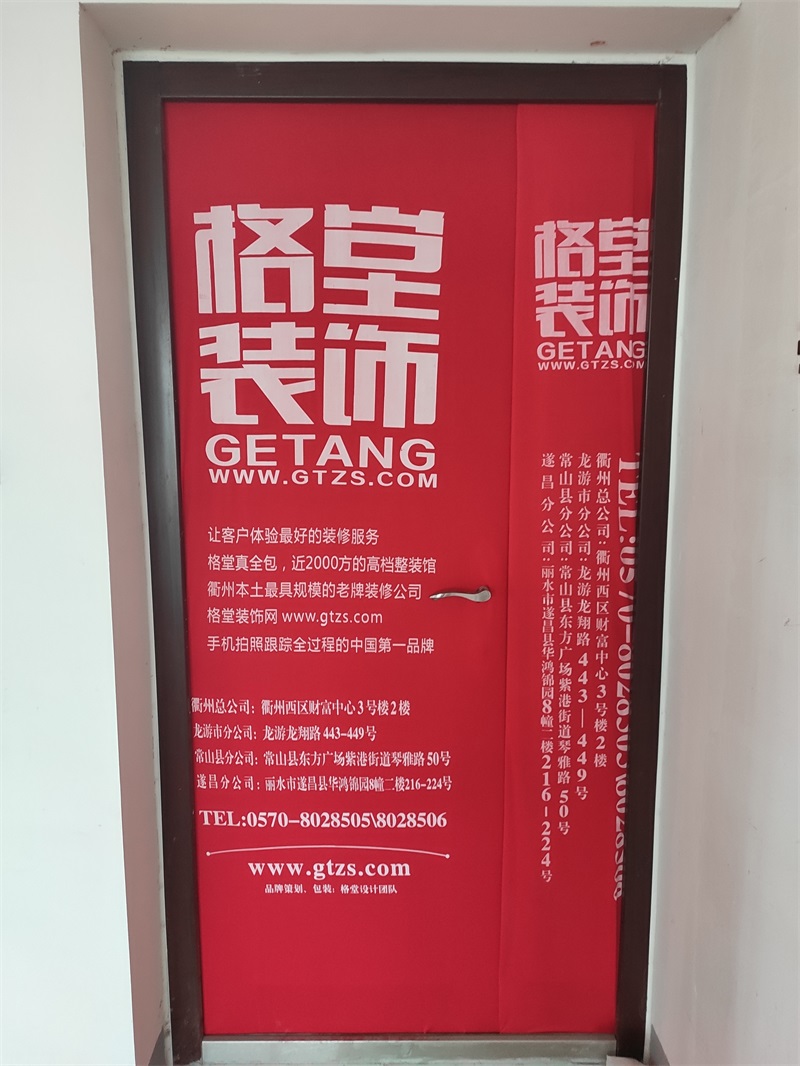 格堂
装饰
GETANG
WWW.GTZS.COM
让客户体验最好的装修服务
格堂真全包，近2000方的高档整装馆
衢州本土最具规模的老牌装修公司
格堂装饰网 www.gtzs.com
手机拍照跟踪全过程的中国第一品牌
衢州总公司：衢州西区财富中心3号楼2楼
龙游市分公司：龙游龙翔路 443-449号
常山县分公司：常山县东方广场紫港街道琴雅路50号
遂昌分公司：丽水市遂昌县华鸿锦园8幢二楼216-224号
TEL:0570-8028505\8028506
www.gtzs.com
品牌策划、包装：格堂设计团队
格堂
装饰
GETANG
WWW.GTZS.COM
TEL:0570-8028505\8028506
衢州总公司：衢州西区财富中心3号楼2楼
龙游市分公司：龙游龙翔路443—449号
常山县分公司：常山县东方广场紫港街道琴雅路50号
遂昌分公司：丽水市遂昌县华鸿锦园8幢二楼216-224号